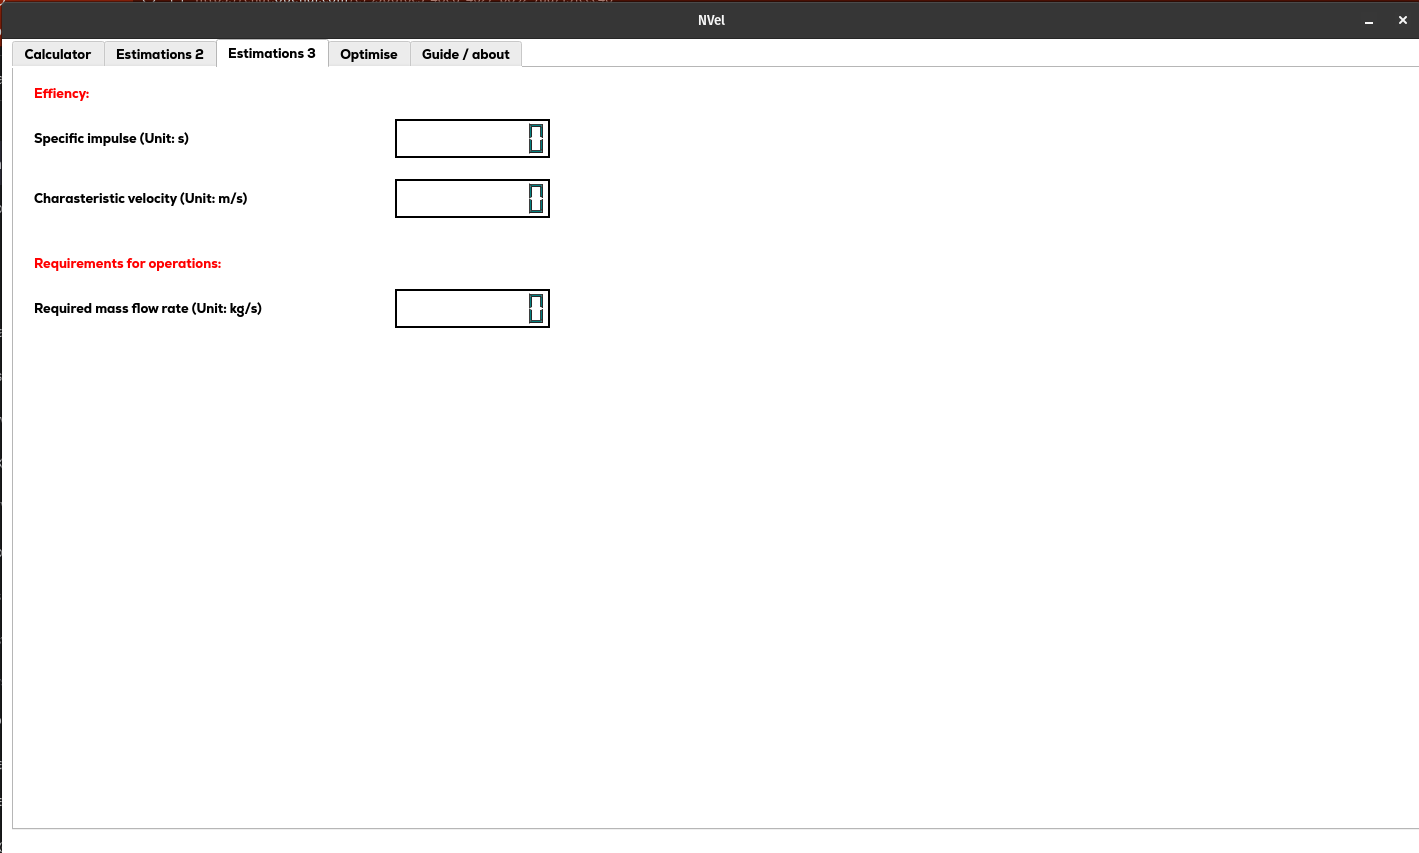 NVel
Calculator Estimations 2 Estimations 3 Optimise Guide / about
Effiency:
Specific impulse (Unit: s)
0
Charasteristic velocity (Unit: m/s)
0
Requirements for operations:
Required mass flow rate (Unit: kg/s)
0